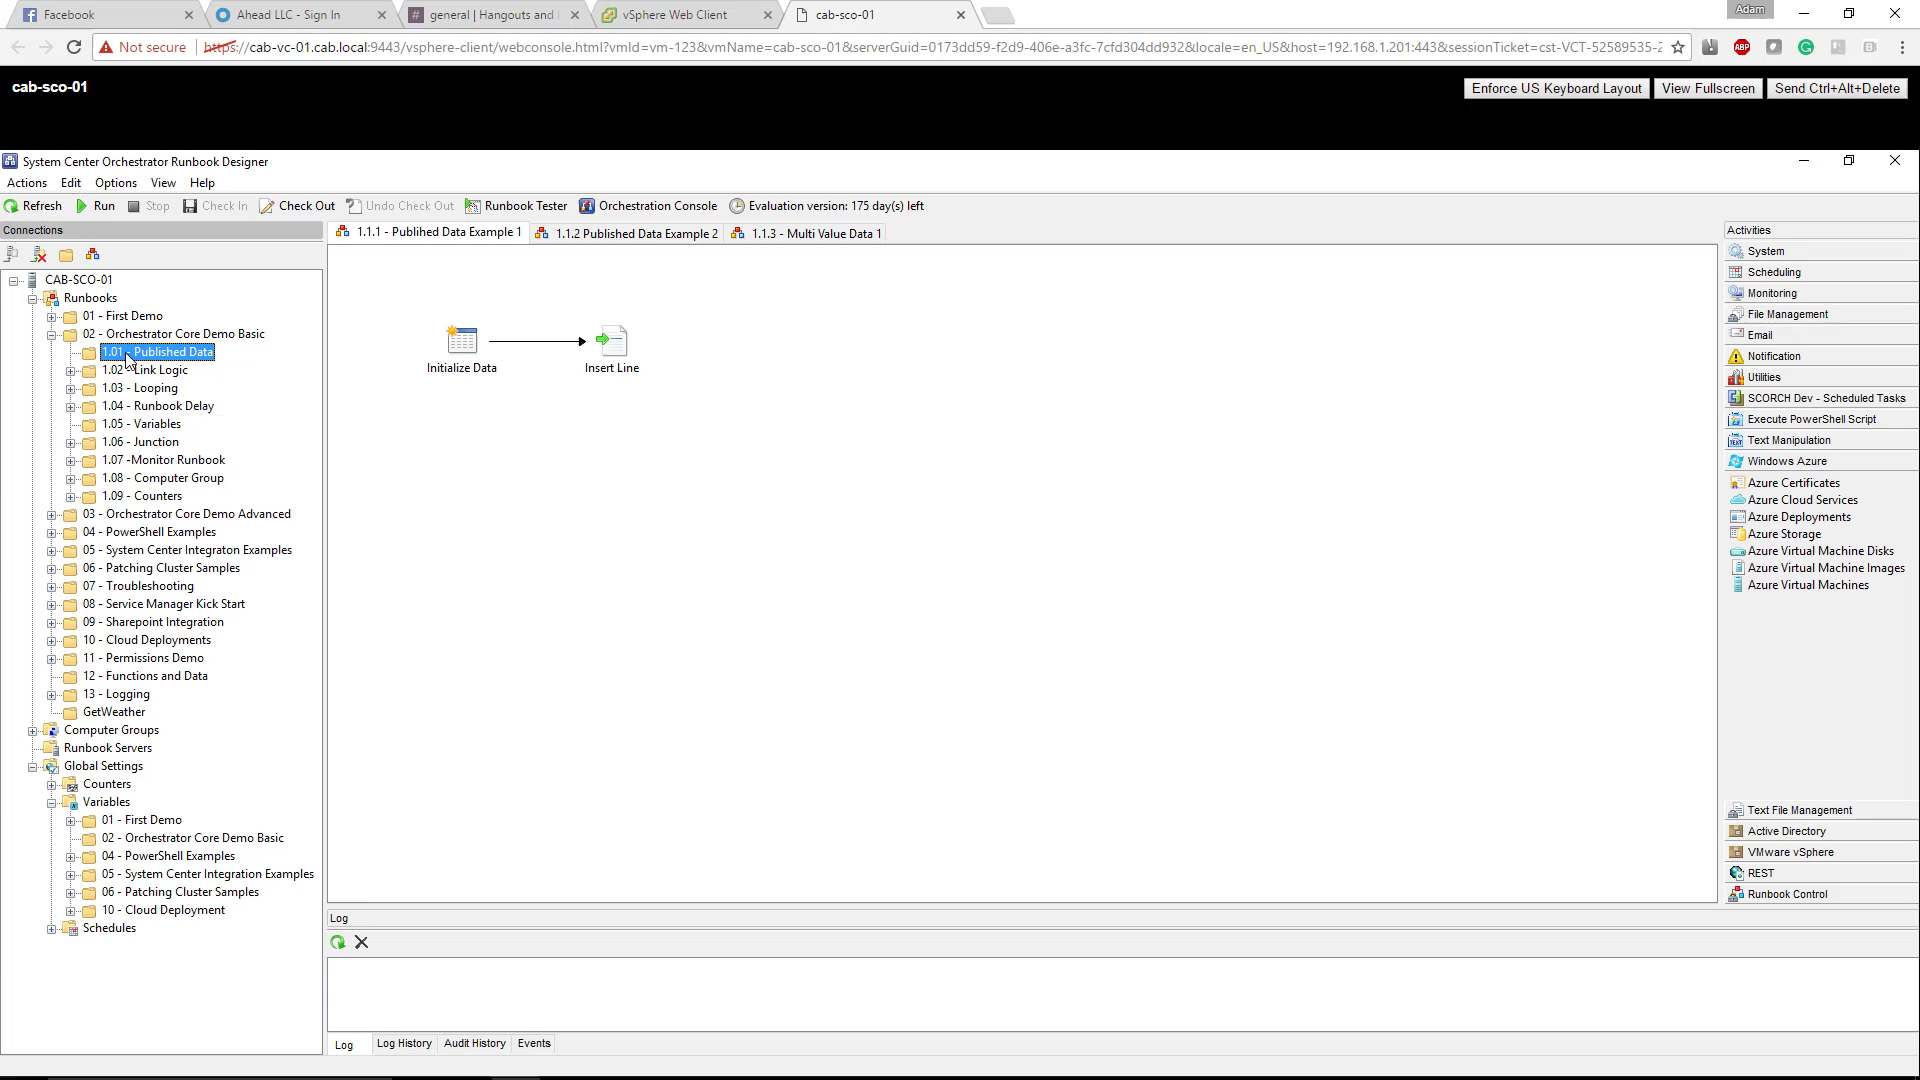 Facebook
Ahead LLC - Sign In
general | Hangouts and
vSphere Web Client
cab-sco-01
Adam
Not secure
https://cab-vc-01.cab.local:9443/vsphere-client/webconsole.html?vmId=vm-123&vmName=cab-sco-01&serverGuid=0173dd59-f2d9-406e-a3fc-7cfd304dd932&locale=en_US&host=192.168.1.201:443&sessionTicket=cst-VCT-52589535-2
ABP
cab-sco-01
Enforce US Keyboard Layout
View Fullscreen
Send Ctrl+Alt+Delete
System Center Orchestrator Runbook Designer
Actions Edit Options View Help
Refresh Run Stop Check In Check Out Undo Check Out Runbook Tester Orchestration Console Evaluation version: 175 day(s) left
Connections
CAB-SCO-01
Runbooks
01 - First Demo
02 - Orchestrator Core Demo Basic
1.01 - Published Data
1.02 - Link Logic
1.03 - Looping
1.04 - Runbook Delay
1.05 - Variables
1.06 - Junction
1.07 -Monitor Runbook
1.08 - Computer Group
1.09 - Counters
03 - Orchestrator Core Demo Advanced
04 - PowerShell Examples
05 - System Center Integraton Examples
06 - Patching Cluster Samples
07 - Troubleshooting
08 - Service Manager Kick Start
09 - Sharepoint Integration
10 - Cloud Deployments
11 - Permissions Demo
12 - Functions and Data
13 - Logging
GetWeather
Computer Groups
Runbook Servers
Global Settings
Counters
Variables
01 - First Demo
02 - Orchestrator Core Demo Basic
04 - PowerShell Examples
05 - System Center Integration Examples
06 - Patching Cluster Samples
10 - Cloud Deployment
Schedules
1.1.1 - Publihed Data Example 1
1.1.2 Published Data Example 2
1.1.3 - Multi Value Data 1
Initialize Data
Insert Line
Log
Log
Log History
Audit History
Events
Activities
System
Scheduling
Monitoring
File Management
Email
Notification
Utilities
SCORCH Dev - Scheduled Tasks
Execute PowerShell Script
Text Manipulation
Windows Azure
Azure Certificates
Azure Cloud Services
Azure Deployments
Azure Storage
Azure Virtual Machine Disks
Azure Virtual Machine Images
Azure Virtual Machines
Text File Management
Active Directory
VMware vSphere
REST
Runbook Control